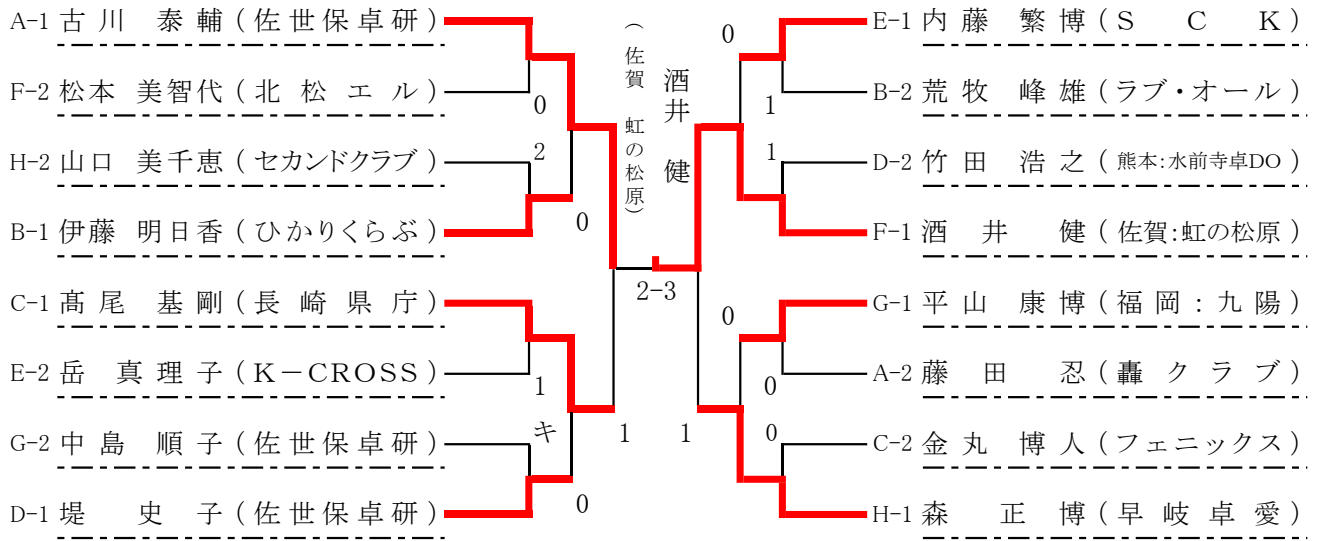 A-1 古川 泰輔 (佐世保卓研)
F-2 松本 美智代 (北松エル)
0
H-2 山口 美千恵 (セカンドクラブ)
2
B-1 伊藤 明日香 (ひかりくらぶ)
0
C-1 髙尾 基剛 (長崎県庁)
E-2 岳 真理子 (K－CROSS)
1
G-2 中島 順子 (佐世保卓研)
キ
D-1 堤 史子 (佐世保卓研)
0
1
酒井 健
(佐賀 虹の松原)
2-3
E-1 内藤 繁博 (SCK)
0
B-2 荒牧 峰雄 (ラブ・オール)
1
D-2 竹田 浩之 (熊本:水前寺卓DO)
1
F-1 酒井 健 (佐賀:虹の松原)
G-1 平山 康博 (福岡:九陽)
0
A-2 藤田 忍 (轟クラブ)
0
C-2 金丸 博人 (フェニックス)
0
1
H-1 森 正博 (早岐卓愛)